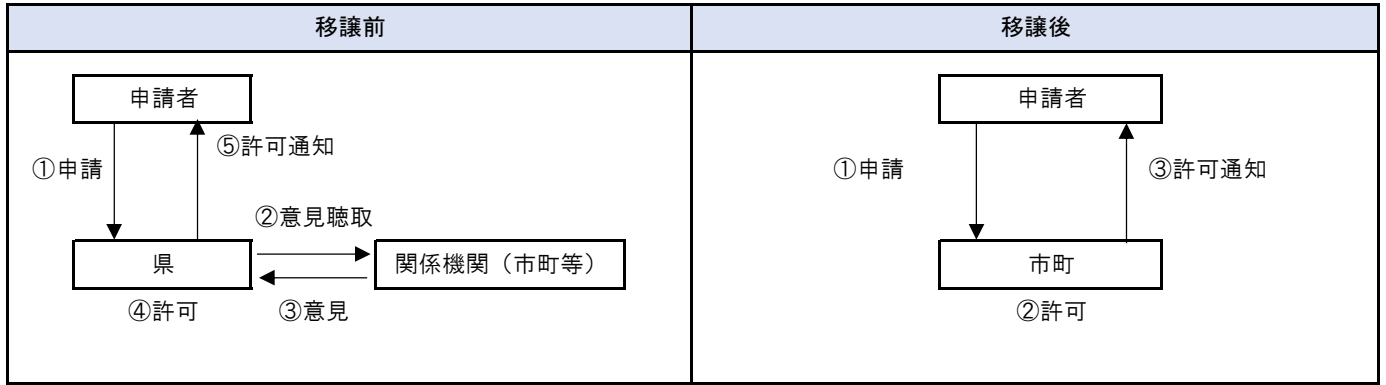 移譲前
移譲後
申請者
①申請
⑤許可通知
②意見聴取
県
関係機関（市町等）
④許可
③意見
申請者
①申請
③許可通知
市町
②許可